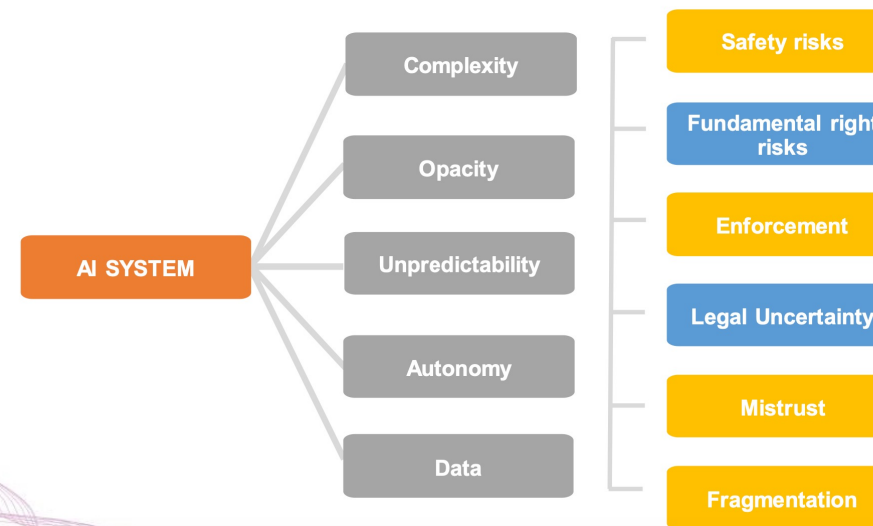 AI SYSTEM
Complexity
Opacity
Unpredictability
Autonomy
Data
Safety risks
Fundamental right
risks
Enforcement
Legal Uncertainty
Mistrust
Fragmentation